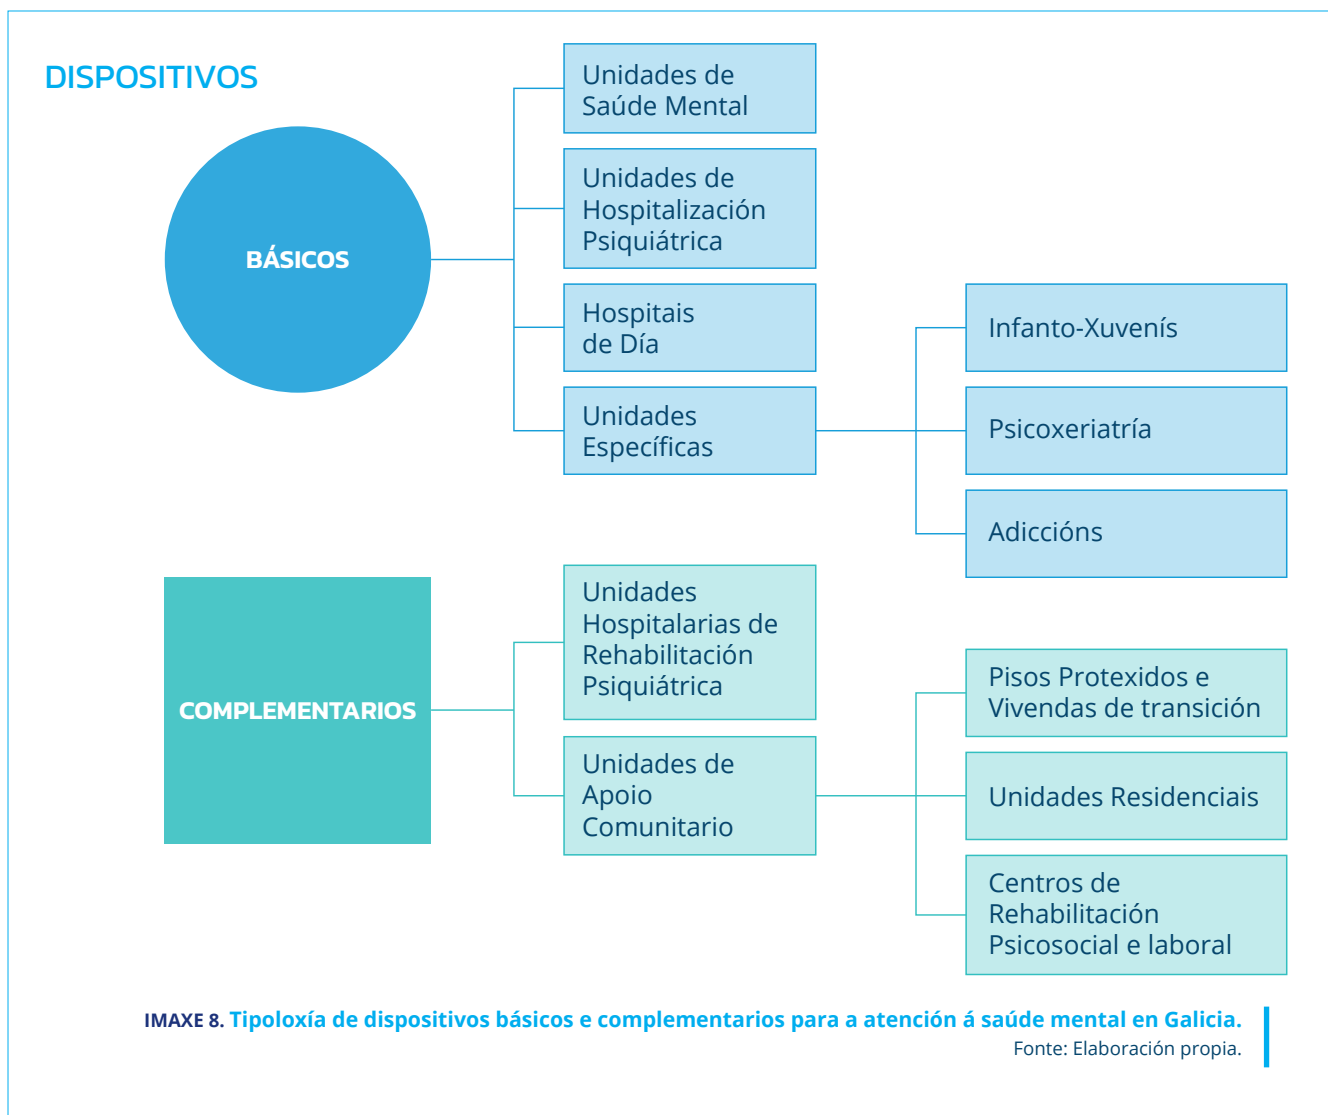 DISPOSITIVOS
BÁSICOS
Unidades de
Saúde Mental
Unidades de
Hospitalización
Psiquiátrica
Hospitais
de Día
Unidades
Específicas
Infanto-Xuvenís
Psicoxeriatría
Adiccións
COMPLEMENTARIOS
Unidades
Hospitalarias de
Rehabilitación
Psiquiátrica
Unidades de
Apoio
Comunitario
Pisos Protexidos e
Vivendas de transición
Unidades Residenciais
Centros de
Rehabilitación
Psicosocial e laboral
IMAXE 8. Tipoloxía de dispositivos básicos e complementarios para a atención á saúde mental en Galicia.
Fonte: Elaboración propia.